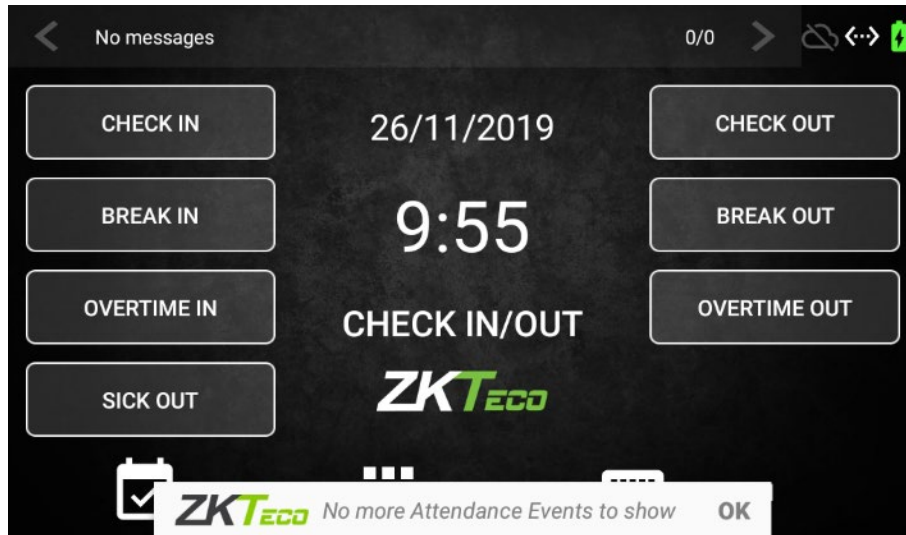 No messages 0/0
CHECK IN
26/11/2019
CHECK OUT
BREAK IN
9:55
BREAK OUT
OVERTIME IN
CHECK IN/OUT
OVERTIME OUT
SICK OUT
ZKTECO
ZKTECO No more Attendance Events to show OK